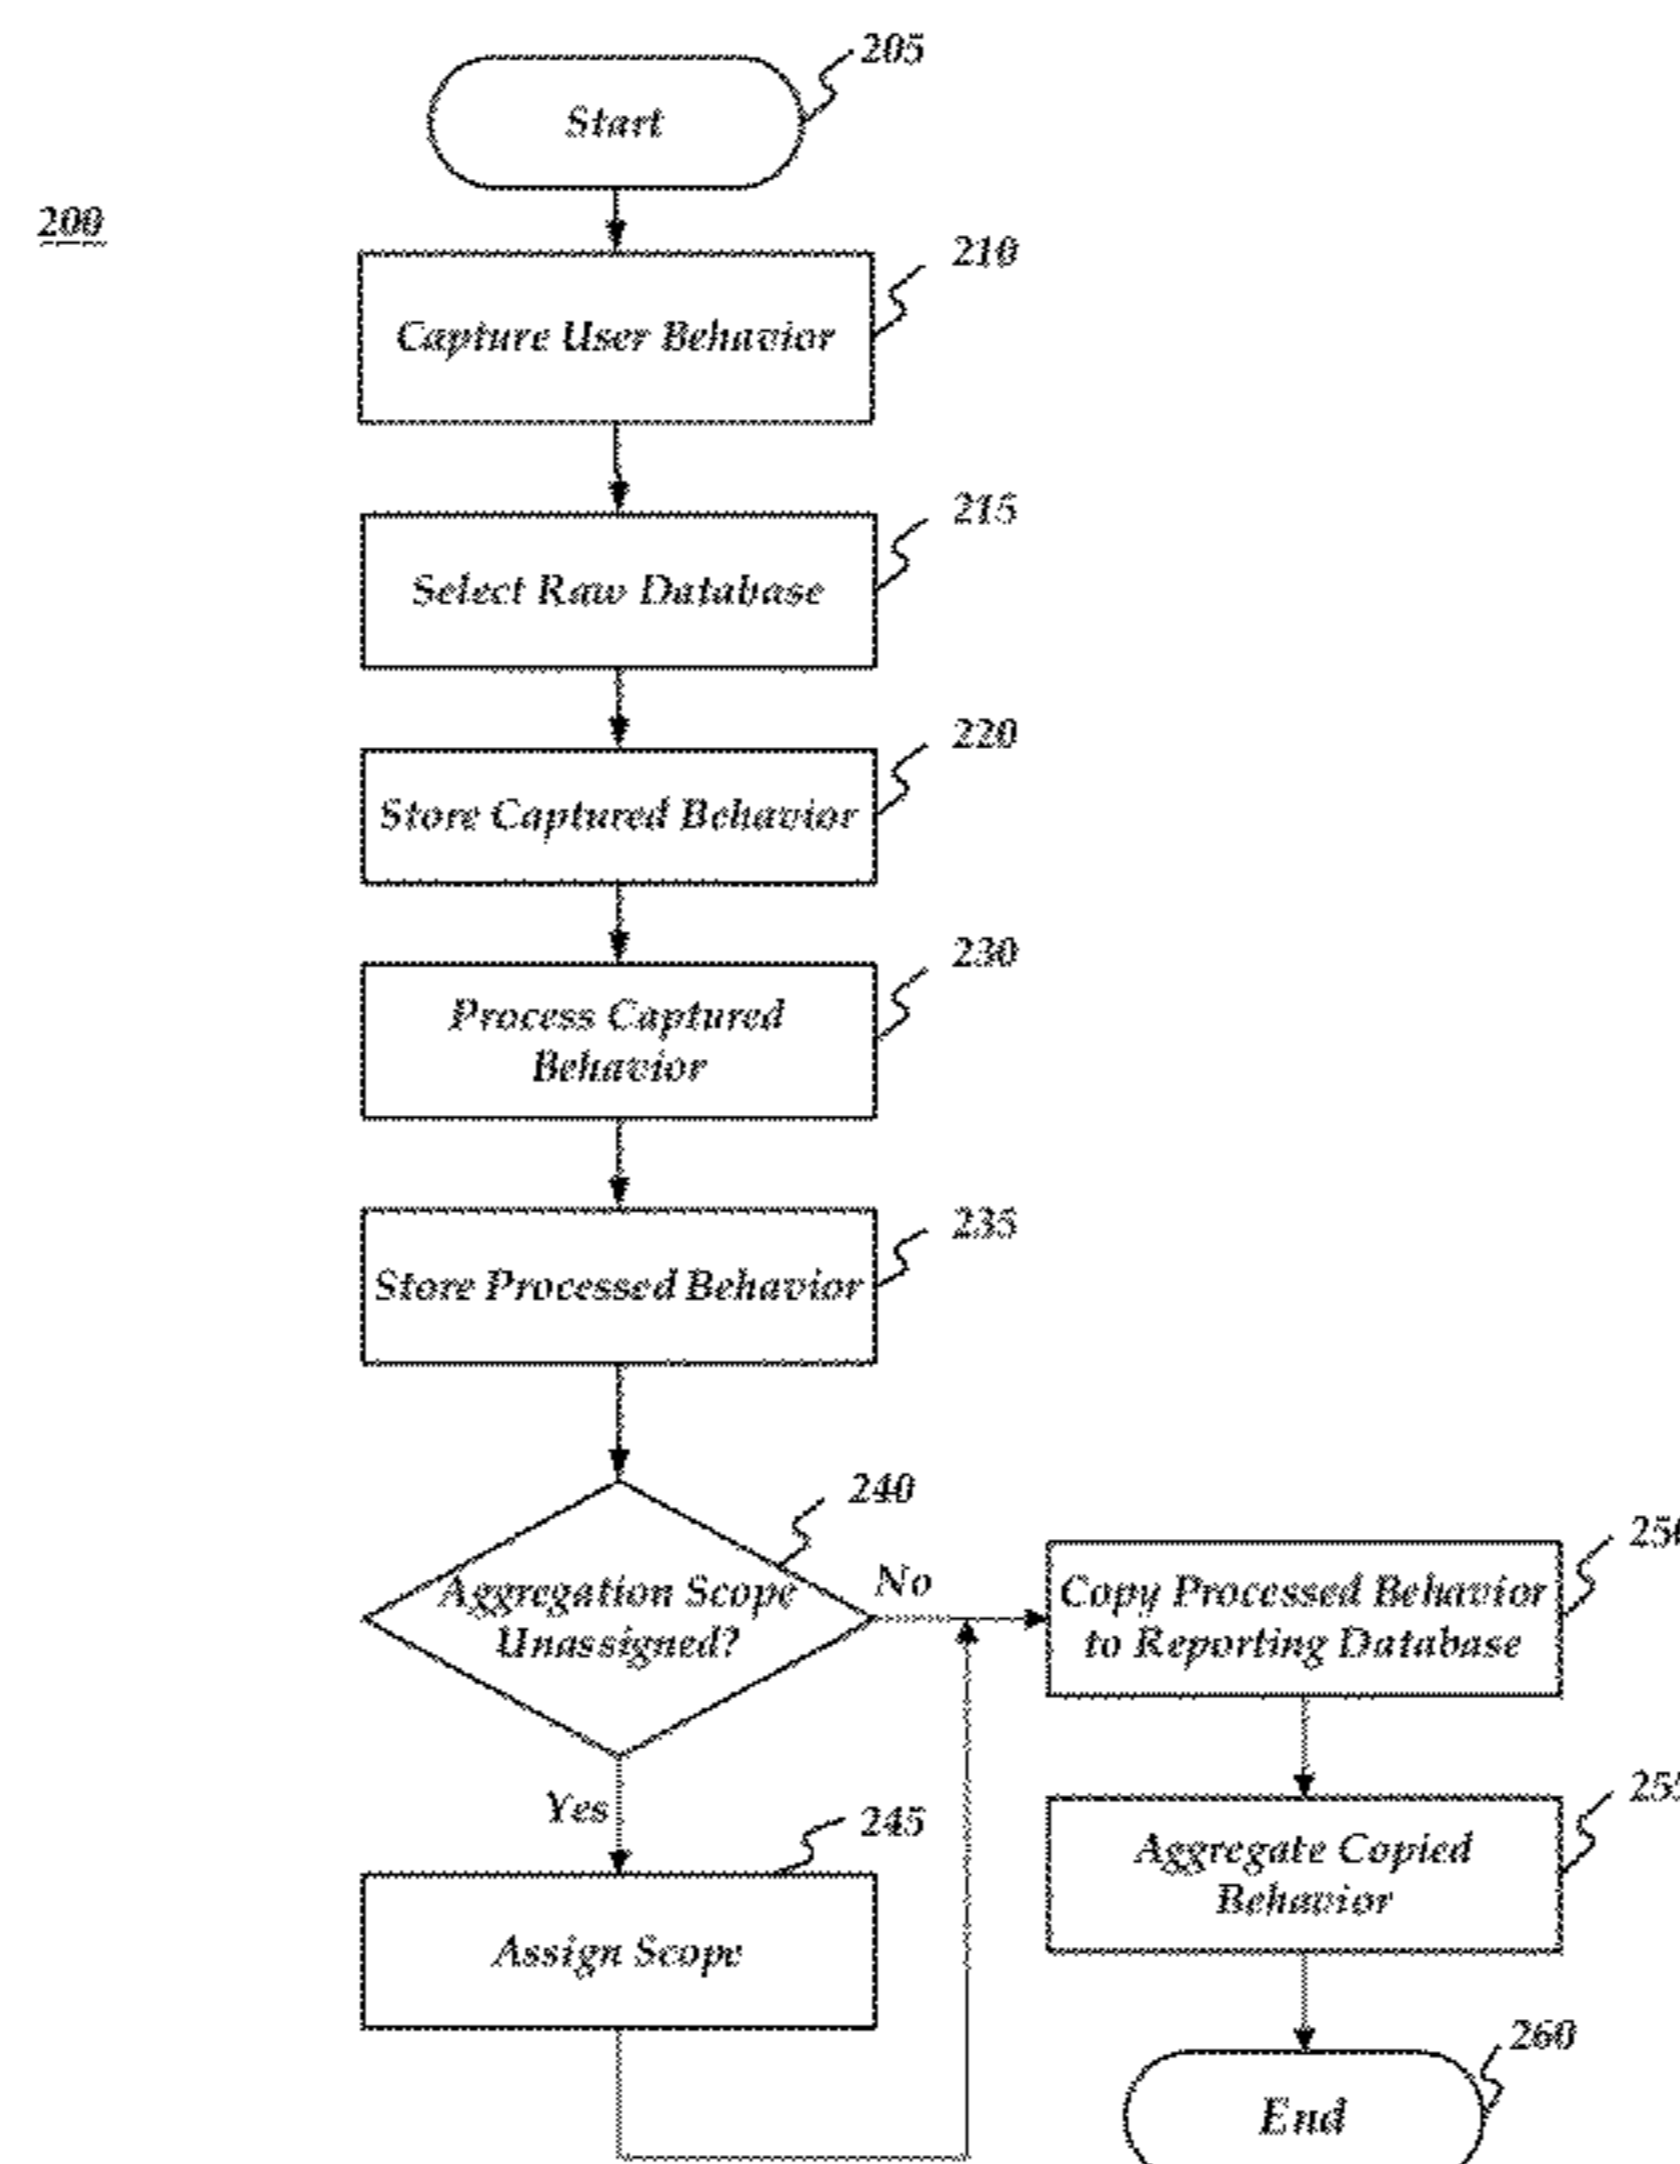 205
Start
200
210
Capture User Behavior
215
Select Raw Database
220
Store Captured Behavior
230
Process Captured
Behavior
235
Store Processed Behavior
240
Aggregation Scope
Unassigned?
No
Copy Processed Behavior
to Reporting Database
Yes
245
Assign Scope
Aggregate Copied
Behavior
260
End